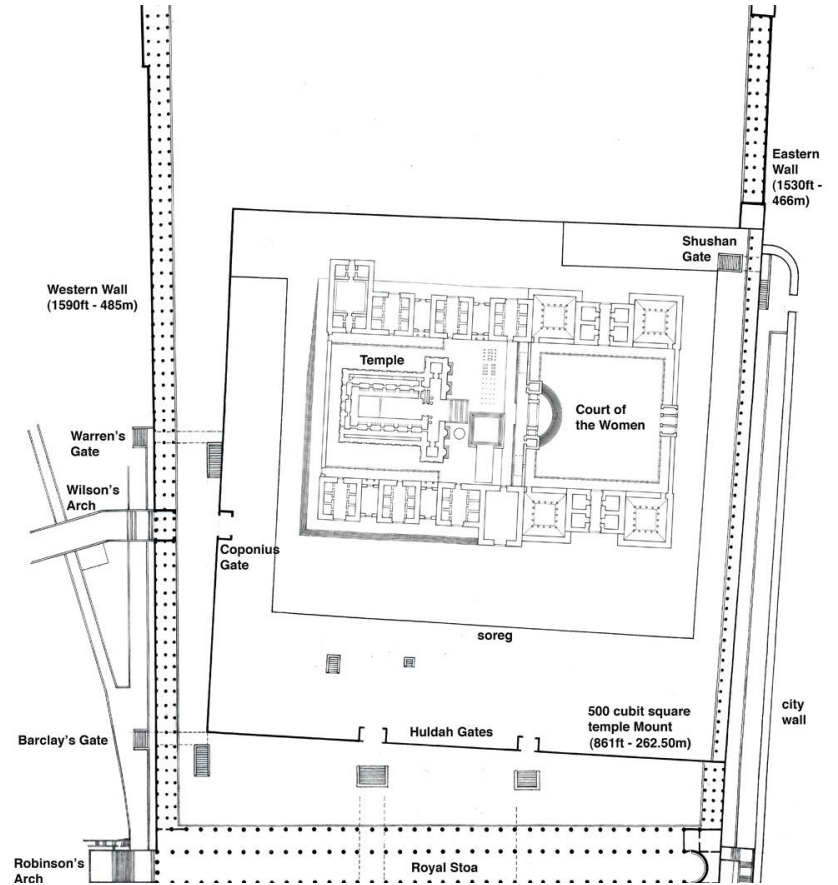 Eastern
Wall
(1530ft -
466m)
Shushan
Gate
Western Wall
(1590ft - 485m)
Temple
Court of
the Women
Warren's
Gate
Wilson's
Arch
Coponius
Gate
soreg
500 cubit square
temple Mount
(861ft - 262.50m)
city
wall
Huldah Gates
Barclay's Gate
Royal Stoa
Robinson's
Arch